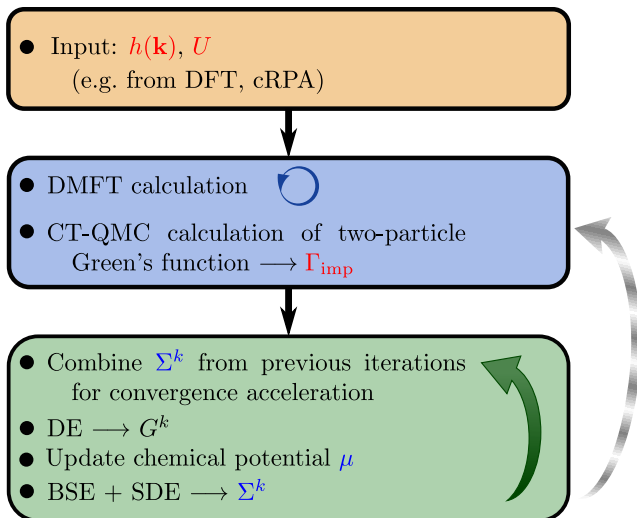 ● Input: h(𝐤), U
(e.g. from DFT, cRPA)
● DMFT calculation
● CT-QMC calculation of two-particle
Green's function ⟶ Γ_imp
● Combine Σ^k from previous iterations
for convergence acceleration
● DE ⟶ G^k
● Update chemical potential μ
● BSE + SDE ⟶ Σ^k